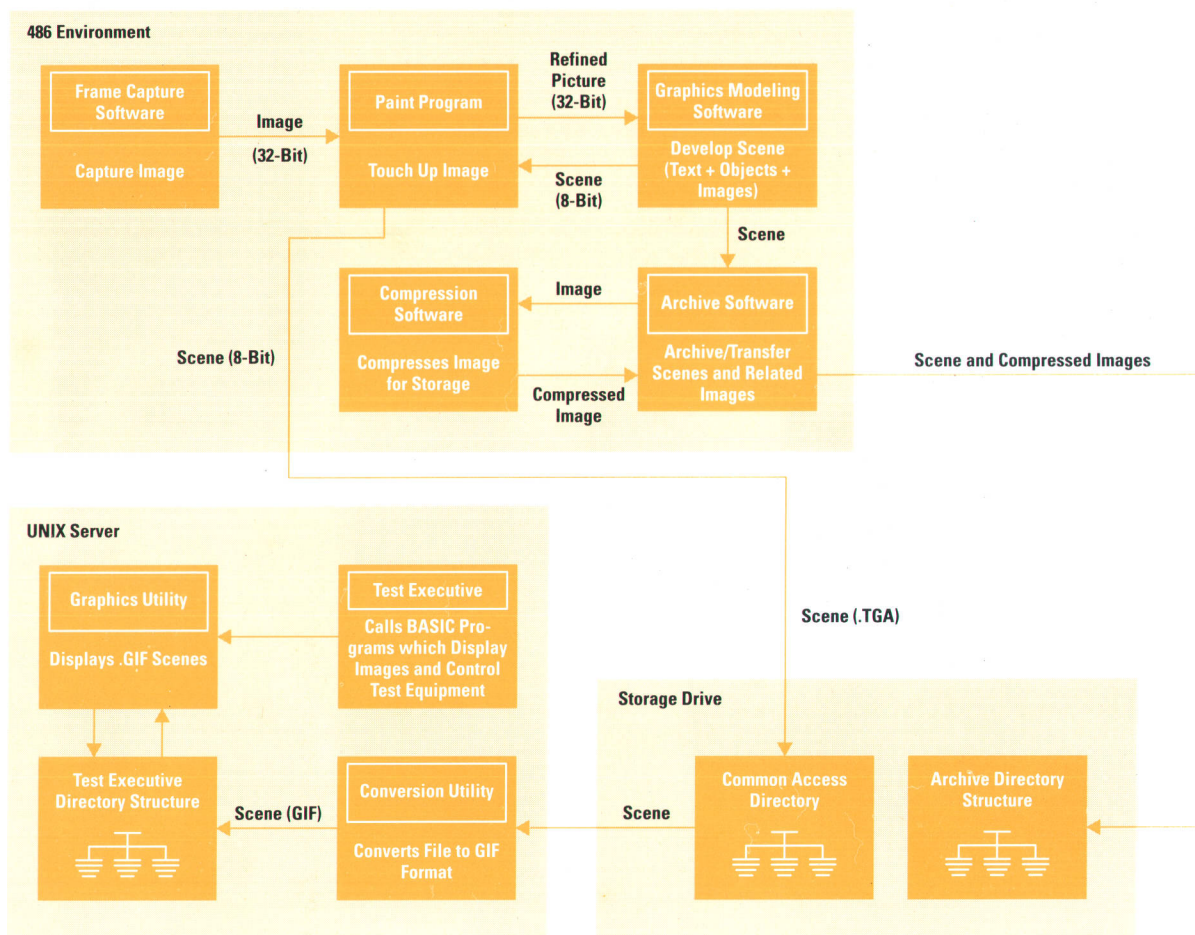 486 Environment
Frame Capture
Software
Capture Image
Image
(32-Bit)
Paint Program
Touch Up Image
Refined
Picture
(32-Bit)
Scene
(8-Bit)
Graphics Modeling
Software
Develop Scene
(Text + Objects +
Images)
Scene
Compression
Software
Compresses Image
for Storage
Image
Compressed
Image
Archive Software
Archive/Transfer
Scenes and Related
Images
Scene and Compressed Images
Scene (8-Bit)
UNIX Server
Graphics Utility
Displays .GIF Scenes
Test Executive
Calls BASIC Pro-
grams which Display
Images and Control
Test Equipment
Scene (.TGA)
Test Executive
Directory Structure
Scene (GIF)
Conversion Utility
Converts File to GIF
Format
Scene
Storage Drive
Common Access
Directory
Archive Directory
Structure